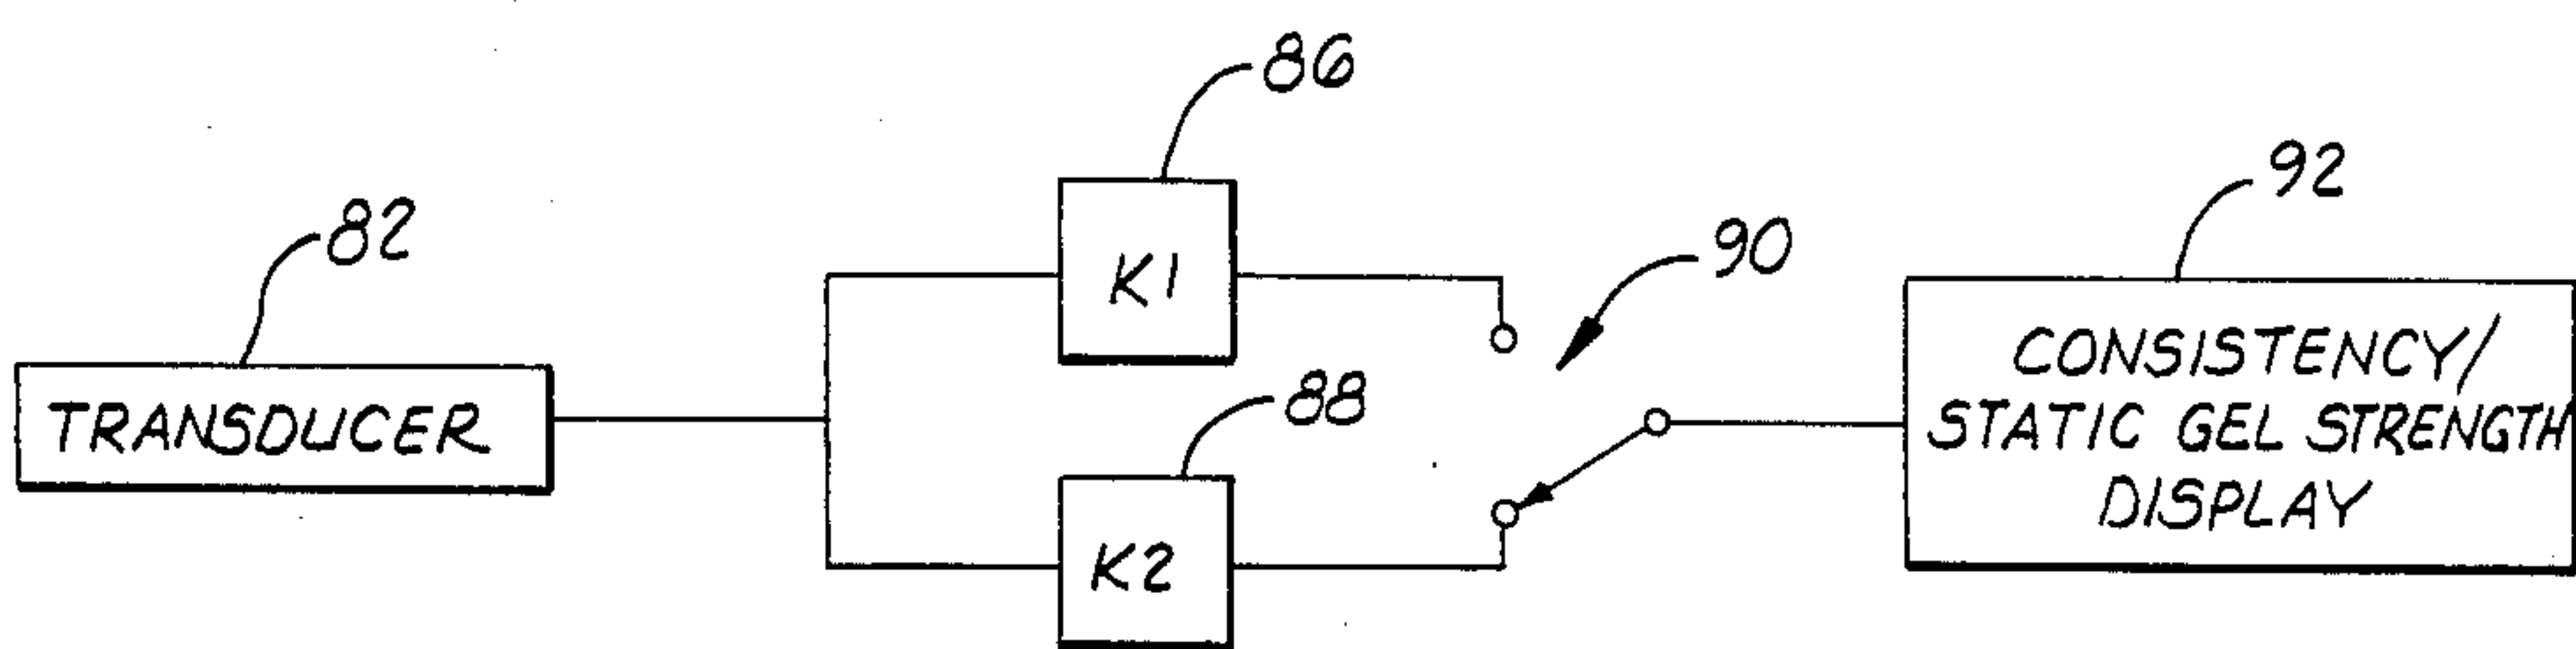 86
92
82
90
K1
TRANSDUCER
88
CONSISTENCY/
STATIC GEL STRENGTH
DISPLAY
K2